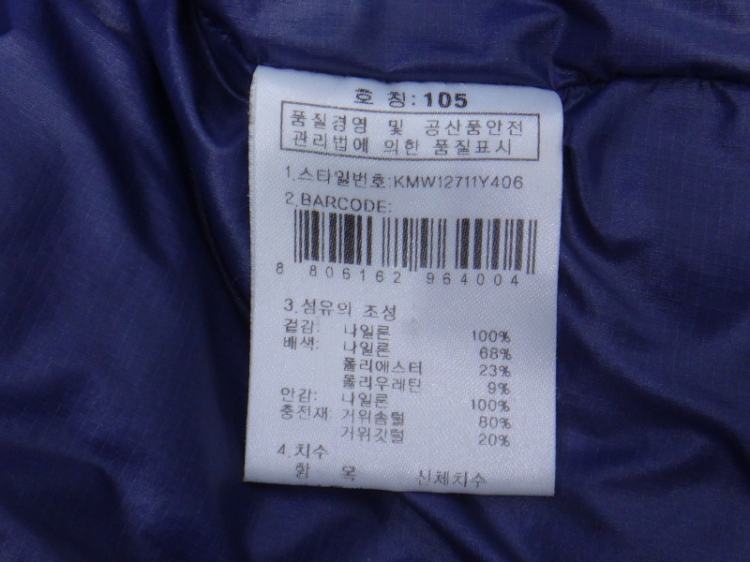 호 칭:105
품질경영 및 공산품안전
관리법에 의한 품질표시
1.스타일번호:KMW12711Y406
2.BARCODE:
8 806162 964004
3.섬유의 조성
겉감: 나일론 100%
배색: 나일론 68%
폴리에스터 23%
폴리우레탄 9%
안감: 나일론 100%
충전재: 거위솜털 80%
거위깃털 20%
4.치수
항 목 신체치수